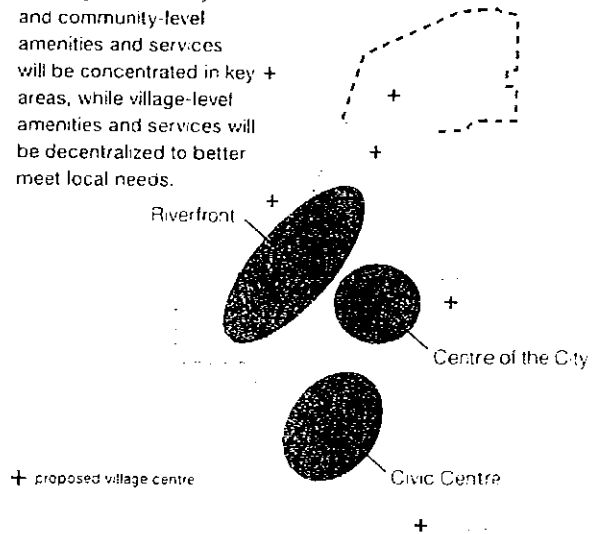 and community-level
amenities and services
will be concentrated in key
areas, while village-level
amenities and services will
be decentralized to better
meet local needs.
Riverfront
Centre of the City
Civic Centre
+ proposed village centre